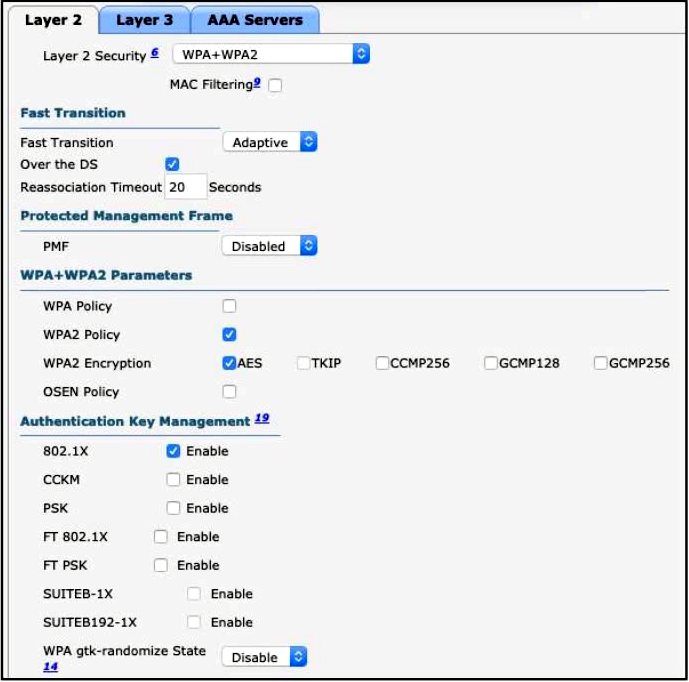 Layer 2 Layer 3 AAA Servers
Layer 2 Security 6 WPA+WPA2
MAC Filtering 9
Fast Transition
Fast Transition Adaptive
Over the DS
Reassociation Timeout 20 Seconds
Protected Management Frame
PMF Disabled
WPA+WPA2 Parameters
WPA Policy
WPA2 Policy
WPA2 Encryption AES TKIP CCMP256 GCMP128 GCMP256
OSEN Policy
Authentication Key Management 19
802.1X Enable
CCKM Enable
PSK Enable
FT 802.1X Enable
FT PSK Enable
SUITEB-1X Enable
SUITEB192-1X Enable
WPA gtk-randomize State Disable
14